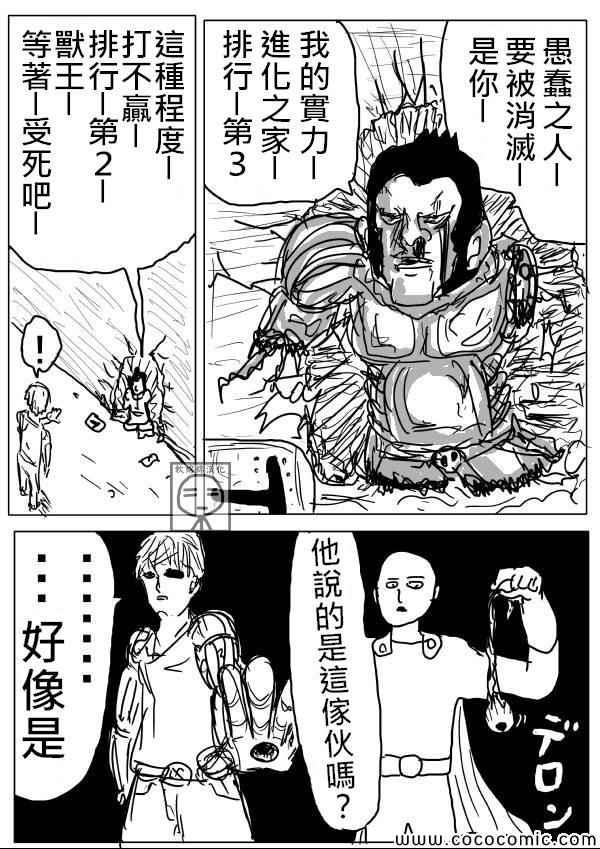 愚蠢之人ー
要被消滅ー
是你ー
我的實力ー
進化之家ー
排行ー第3
這種程度ー
打不贏ー
排行ー第2ー
獸王ー
等著ー受死吧ー
！
他說的是這傢伙嗎？
デロン
⋯⋯⋯
⋯好像是
www.cococomic.com